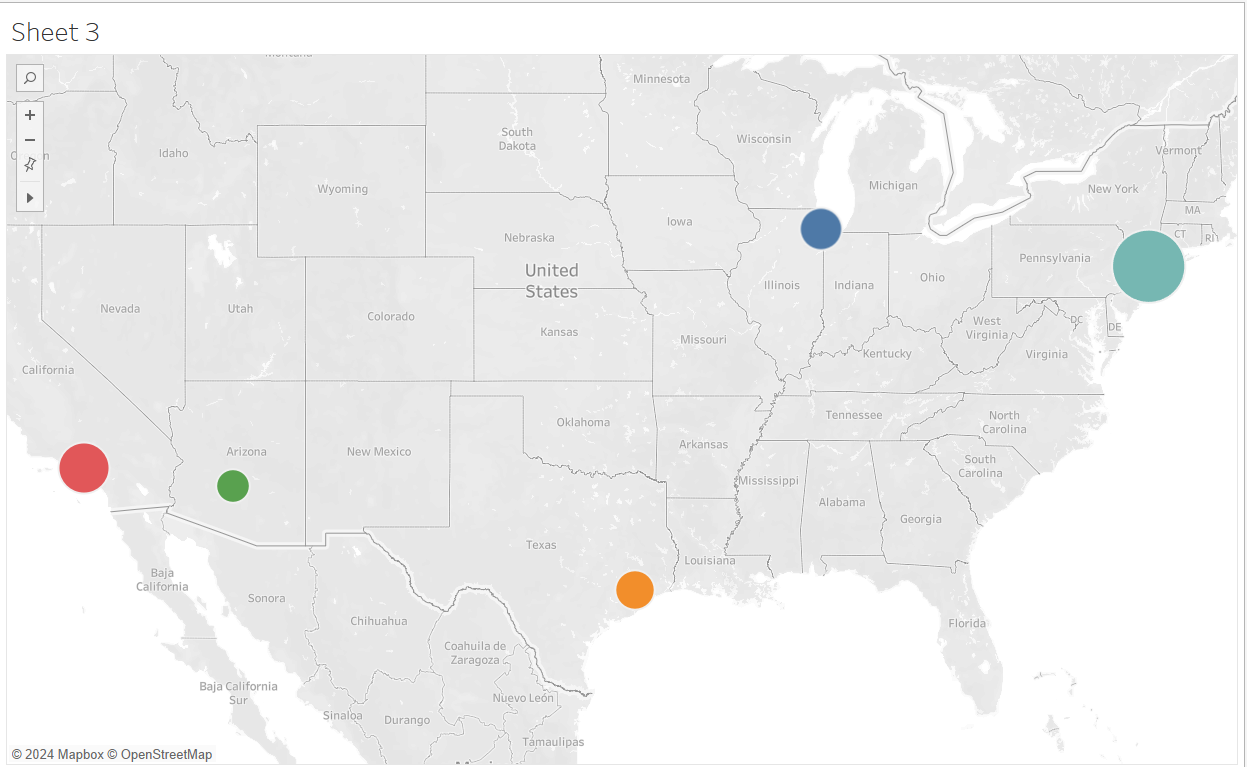 Sheet 3
Minnesota
South
Dakota
Wisconsin
Idaho
Vermont
Michigan
Wyoming
New York
MA
Iowa
CT
RI
Nebraska
Pennsylvania
United
States
Ohio
Illinois
Indiana
Nevada
Utah
Colorado
West
Virginia
DC
DE
Kansas
Missouri
Kentucky
Virginia
California
Tennessee
North
Carolina
Oklahoma
Arkansas
Arizona
New Mexico
South
Carolina
Mississippi
Alabama
Georgia
Texas
Louisiana
Baja
California
Sonora
Chihuahua
Florida
Coahuila de
Zaragoza
Baja California
Sur
Nuevo León
Sinaloa
Durango
Tamaulipas
© 2024 Mapbox © OpenStreetMap